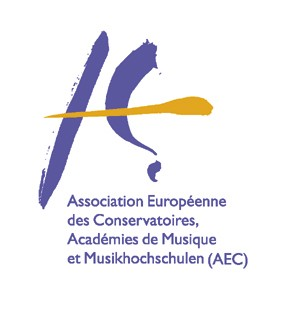 Association Européenne
des Conservatoires,
Académies de Musique
et Musikhochschulen (AEC)